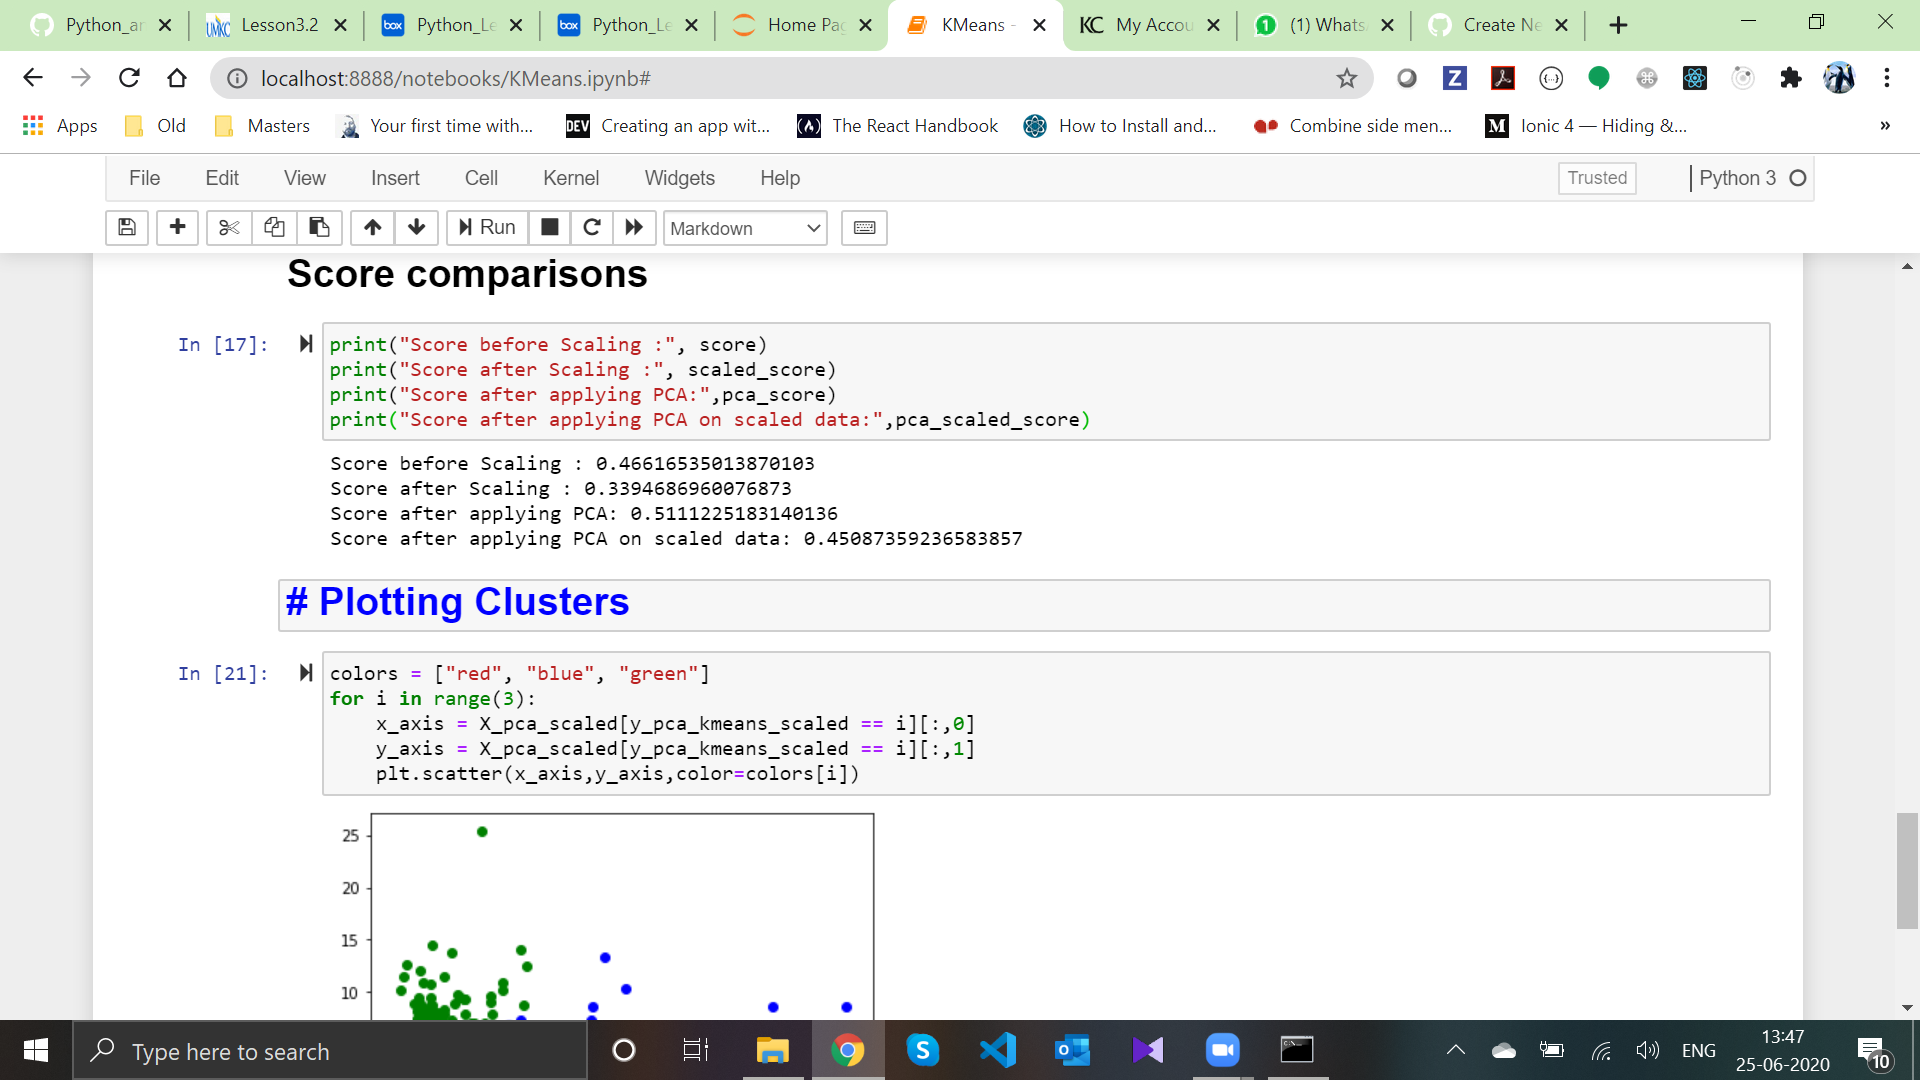 Python_ar
Lesson3.2
Python_Le
Python_Le
Home Pag
KMeans -
My Accou
(1) Whats
Create Ne
localhost:8888/notebooks/KMeans.ipynb#
Apps
Old
Masters
Your first time with...
Creating an app wit...
The React Handbook
How to Install and...
Combine side men...
Ionic 4 — Hiding &...
File
Edit
View
Insert
Cell
Kernel
Widgets
Help
Trusted
Python 3
Run
Markdown
Score comparisons
In [17]:
print("Score before Scaling :", score)
print("Score after Scaling :", scaled_score)
print("Score after applying PCA:",pca_score)
print("Score after applying PCA on scaled data:",pca_scaled_score)
Score before Scaling : 0.46616535013870103
Score after Scaling : 0.3394686960076873
Score after applying PCA: 0.5111225183140136
Score after applying PCA on scaled data: 0.45087359236583857
# Plotting Clusters
In [21]:
colors = ["red", "blue", "green"]
for i in range(3):
    x_axis = X_pca_scaled[y_pca_kmeans_scaled == i][:,0]
    y_axis = X_pca_scaled[y_pca_kmeans_scaled == i][:,1]
    plt.scatter(x_axis,y_axis,color=colors[i])
25
20
15
10
Type here to search
ENG
13:47
25-06-2020
10